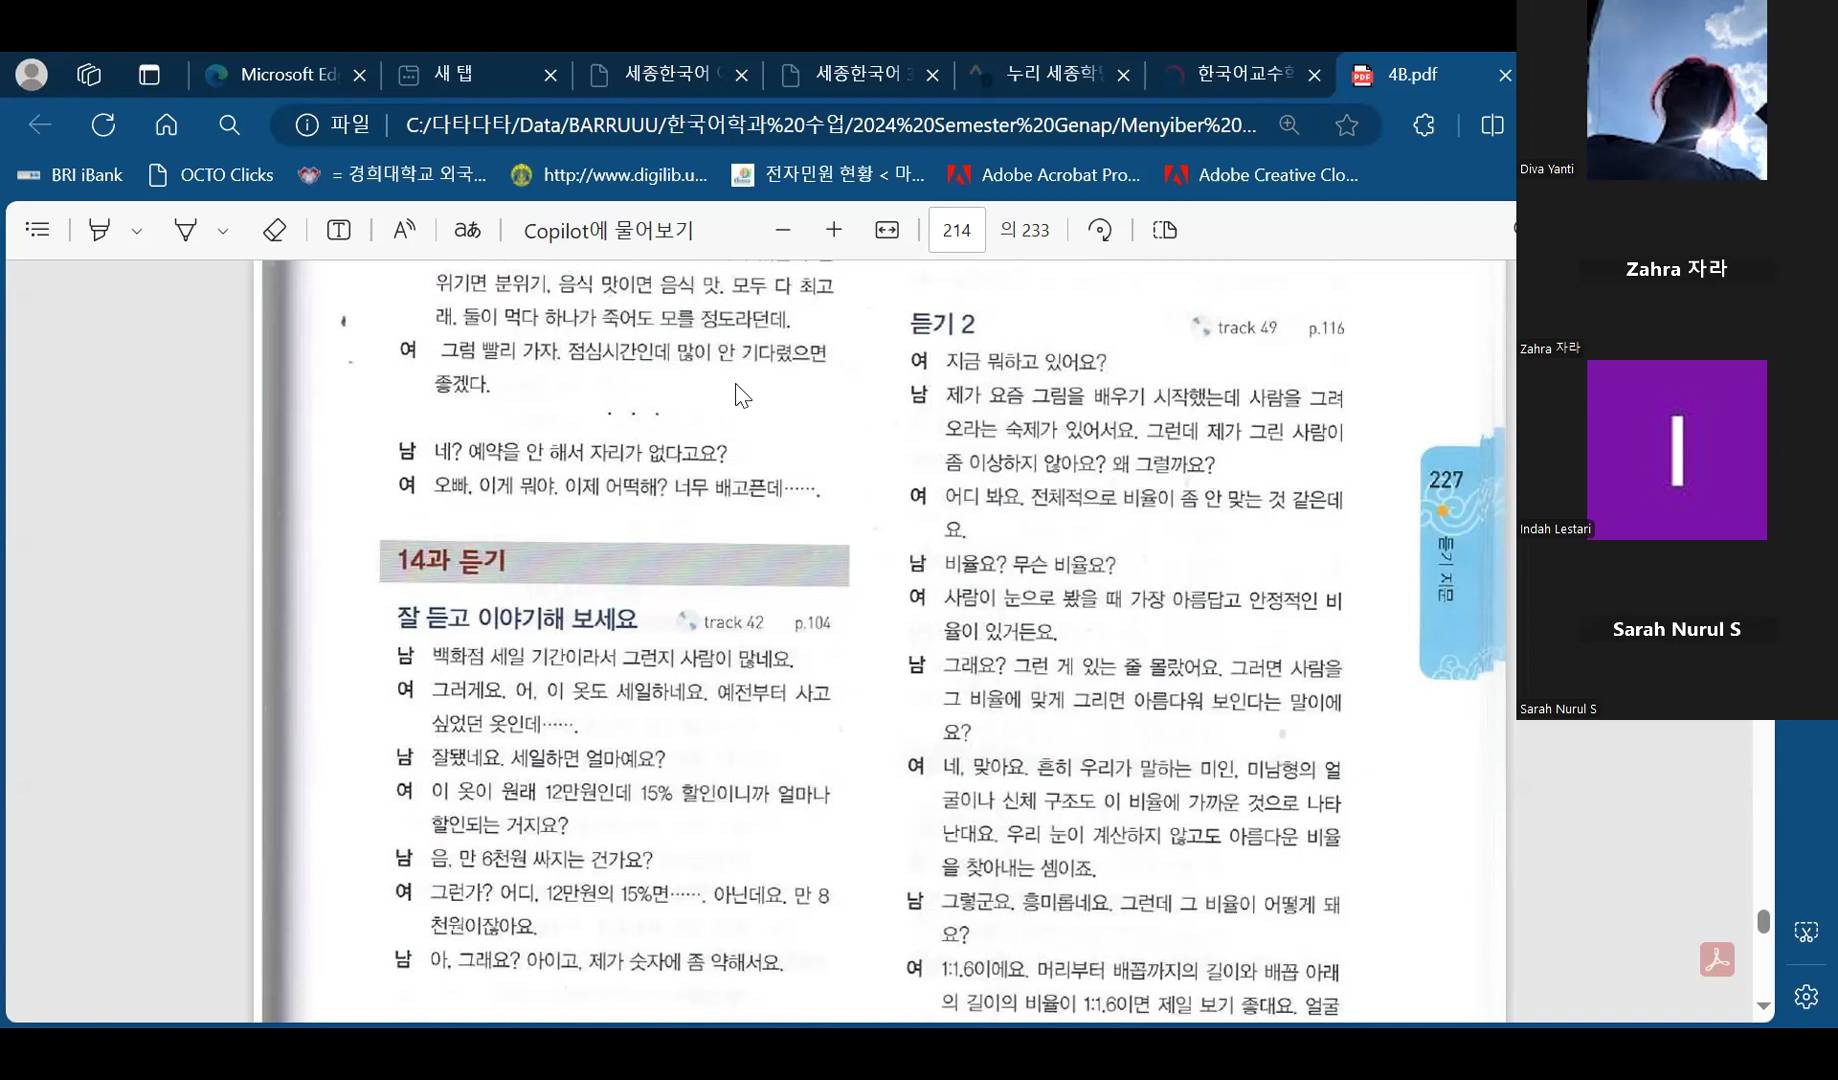 Microsoft Ed
새 탭
세종한국어
세종한국어 3
누리 세종학
한국어교수
4B.pdf
파일
C:/다타다타/Data/BARRUUU/한국어학과%20수업/2024%20Semester%20Genap/Menyiber%20...
BRI iBank
OCTO Clicks
= 경희대학교 외국...
http://www.digilib.u...
전자민원 현황 < 마...
Adobe Acrobat Pro...
Adobe Creative Clo...
Copilot에 물어보기
214 의 233
위기면 분위기, 음식 맛이면 음식 맛. 모두 다 최고
래. 둘이 먹다 하나가 죽어도 모를 정도라던데.
여 그럼 빨리 가자. 점심시간인데 많이 안 기다렸으면
좋겠다.
. . .
남 네? 예약을 안 해서 자리가 없다고요?
여 오빠, 이게 뭐야. 이제 어떡해? 너무 배고픈데…….
14과 듣기
잘 듣고 이야기해 보세요 track 42 p.104
남 백화점 세일 기간이라서 그런지 사람이 많네요.
여 그러게요. 어, 이 옷도 세일하네요. 예전부터 사고
싶었던 옷인데…….
남 잘됐네요. 세일하면 얼마예요?
여 이 옷이 원래 12만원인데 15% 할인이니까 얼마나
할인되는 거지요?
남 음, 만 6천원 싸지는 건가요?
여 그런가? 어디, 12만원의 15%면……. 아닌데요. 만 8
천원이잖아요.
남 아, 그래요? 아이고, 제가 숫자에 좀 약해서요.
듣기 2 track 49 p.116
여 지금 뭐하고 있어요?
남 제가 요즘 그림을 배우기 시작했는데 사람을 그려
오라는 숙제가 있어서요. 그런데 제가 그린 사람이
좀 이상하지 않아요? 왜 그럴까요?
여 어디 봐요. 전체적으로 비율이 좀 안 맞는 것 같은데
요.
남 비율요? 무슨 비율요?
여 사람이 눈으로 봤을 때 가장 아름답고 안정적인 비
율이 있거든요.
남 그래요? 그런 게 있는 줄 몰랐어요. 그러면 사람을
그 비율에 맞게 그리면 아름다워 보인다는 말이에
요?
여 네, 맞아요. 흔히 우리가 말하는 미인, 미남형의 얼
굴이나 신체 구조도 이 비율에 가까운 것으로 나타
난대요. 우리 눈이 계산하지 않고도 아름다운 비율
을 찾아내는 셈이죠.
남 그렇군요. 흥미롭네요. 그런데 그 비율이 어떻게 돼
요?
여 1:1.6이에요. 머리부터 배꼽까지의 길이와 배꼽 아래
의 길이의 비율이 1:1.6이면 제일 보기 좋대요. 얼굴
227
듣기 지문
Diva Yanti
Zahra 자라
Zahra 자라
I
Indah Lestari
Sarah Nurul S
Sarah Nurul S